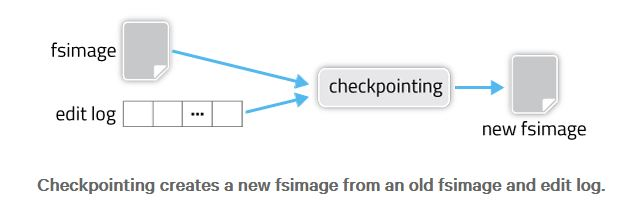 fsimage
edit log
...
checkpointing
new fsimage
Checkpointing creates a new fsimage from an old fsimage and edit log.